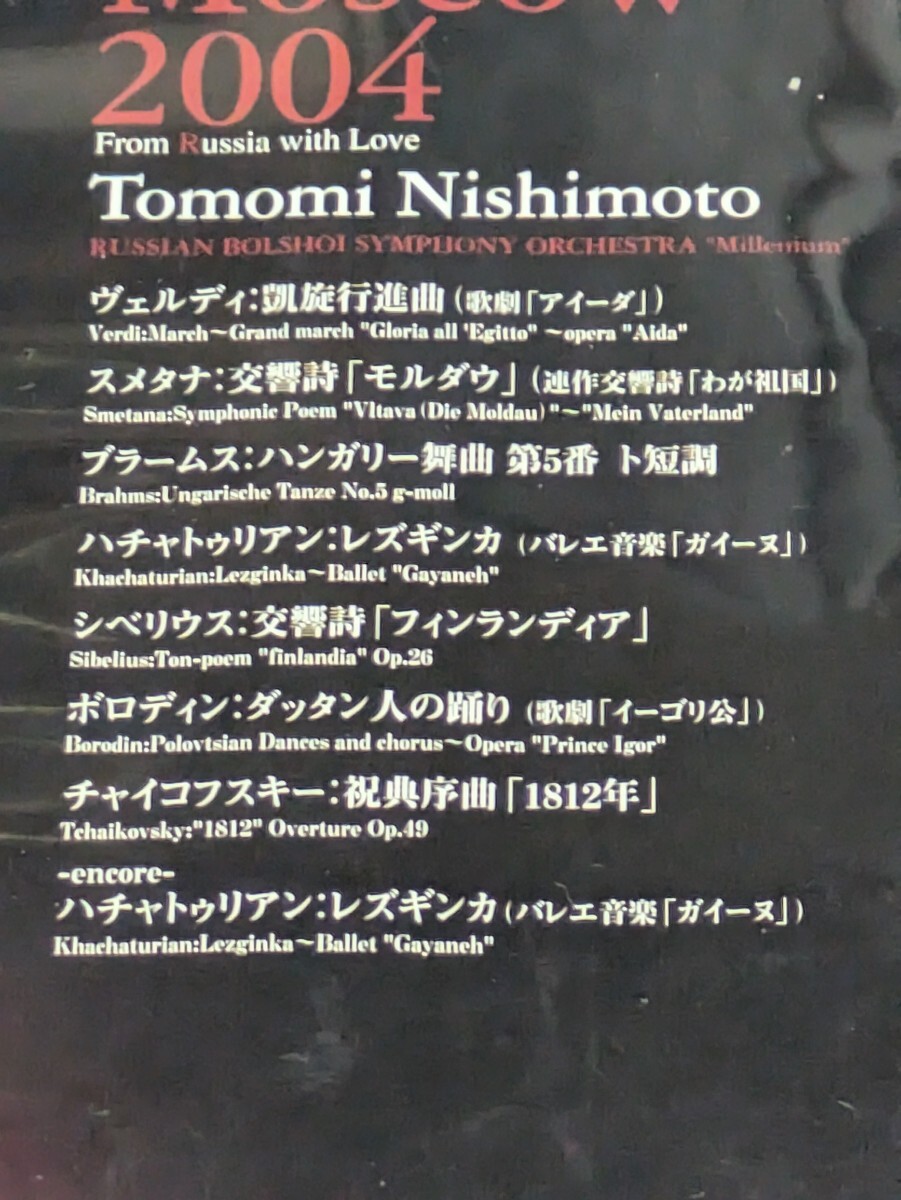 Moscow
2004
From Russia with Love
Tomomi Nishimoto
RUSSIAN BOLSHOI SYMPHONY ORCHESTRA "Millenium"
ヴェルディ:凱旋行進曲(歌劇「アイーダ」)
Verdi:March〜Grand march "Gloria all 'Egitto" 〜opera "Aida"
スメタナ:交響詩「モルダウ」(連作交響詩「わが祖国」)
Smetana:Symphonic Poem "Vltava (Die Moldau) "〜"Mein Vaterland"
ブラームス:ハンガリー舞曲 第5番 ト短調
Brahms:Ungarische Tanze No.5 g-moll
ハチャトゥリアン:レズギンカ (バレエ音楽「ガイーヌ」)
Khachaturian:Lezginka〜Ballet "Gayaneh"
シベリウス:交響詩「フィンランディア」
Sibelius:Ton-poem "finlandia" Op.26
ボロディン:ダッタン人の踊り (歌劇「イーゴリ公」)
Borodin:Polovtsian Dances and chorus〜Opera "Prince Igor"
チャイコフスキー:祝典序曲「1812年」
Tchaikovsky:"1812" Overture Op.49
-encore-
ハチャトゥリアン:レズギンカ(バレエ音楽「ガイーヌ」)
Khachaturian:Lezginka〜Ballet "Gayaneh"